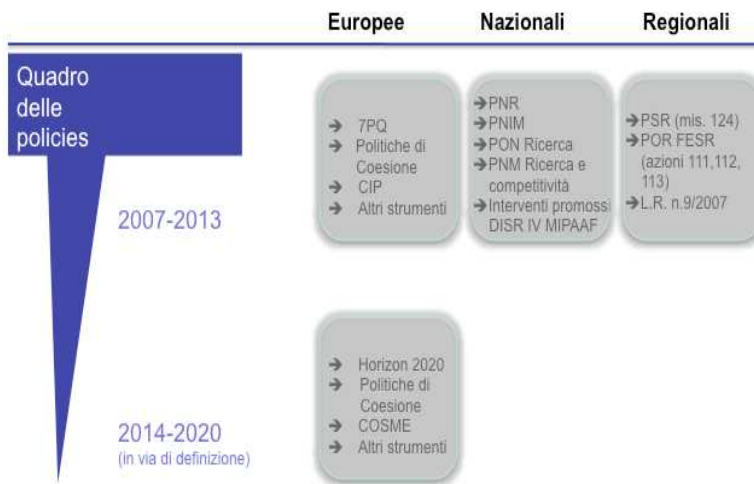 Europee Nazionali Regionali
Quadro
delle
policies
2007-2013
→ 7PQ
→ Politiche di
Coesione
→ CIP
→ Altri strumenti
→PNR
→PNIM
→PON Ricerca
→PNM Ricerca e
competitività
→Interventi promossi
DISR IV MIPAAF
→PSR (mis. 124)
→POR FESR
(azioni 111,112,
113)
→L.R. n.9/2007
2014-2020
(in via di definizione)
→ Horizon 2020
→ Politiche di
Coesione
→ COSME
→ Altri strumenti